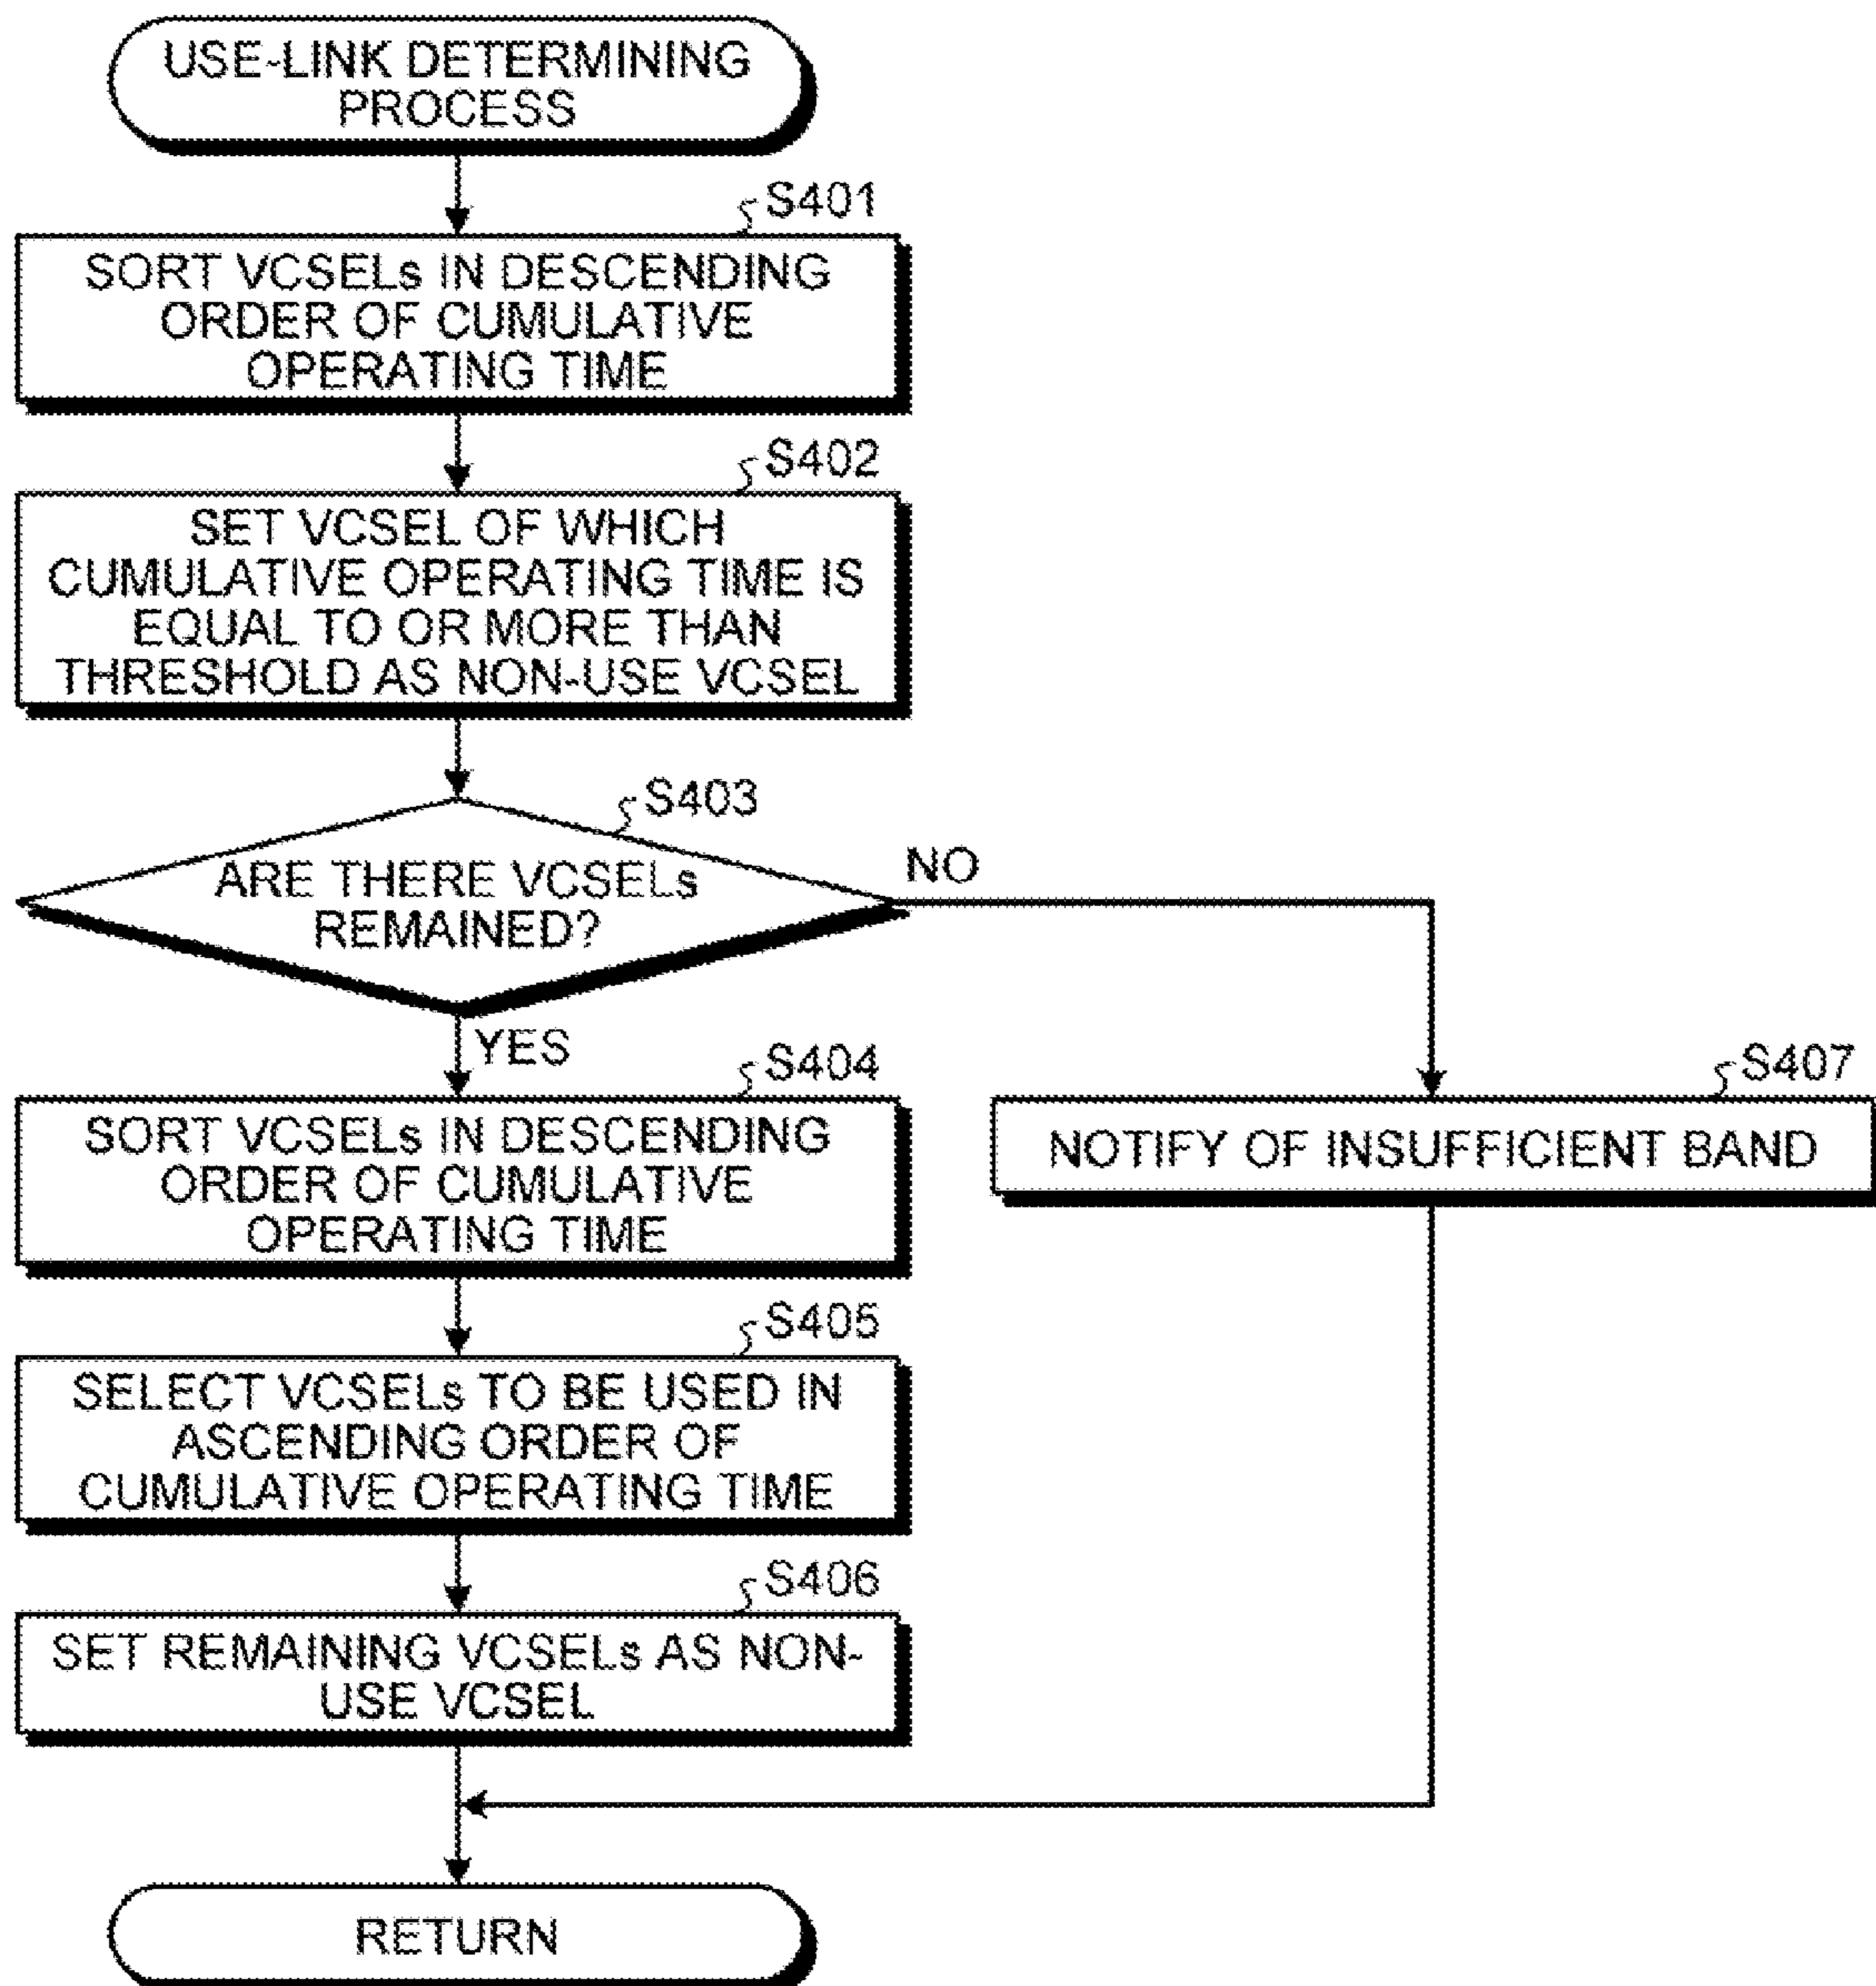 USE-LINK DETERMINING
PROCESS
S401
SORT VCSELs IN DESCENDING
ORDER OF CUMULATIVE
OPERATING TIME
S402
SET VCSEL OF WHICH
CUMULATIVE OPERATING TIME IS
EQUAL TO OR MORE THAN
THRESHOLD AS NON-USE VCSEL
S403
ARE THERE VCSELs
REMAINED?
NO
YES
S404
SORT VCSELs IN DESCENDING
ORDER OF CUMULATIVE
OPERATING TIME
S407
NOTIFY OF INSUFFICIENT BAND
S405
SELECT VCSELs TO BE USED IN
ASCENDING ORDER OF
CUMULATIVE OPERATING TIME
S406
SET REMAINING VCSELs AS NON-
USE VCSEL
RETURN